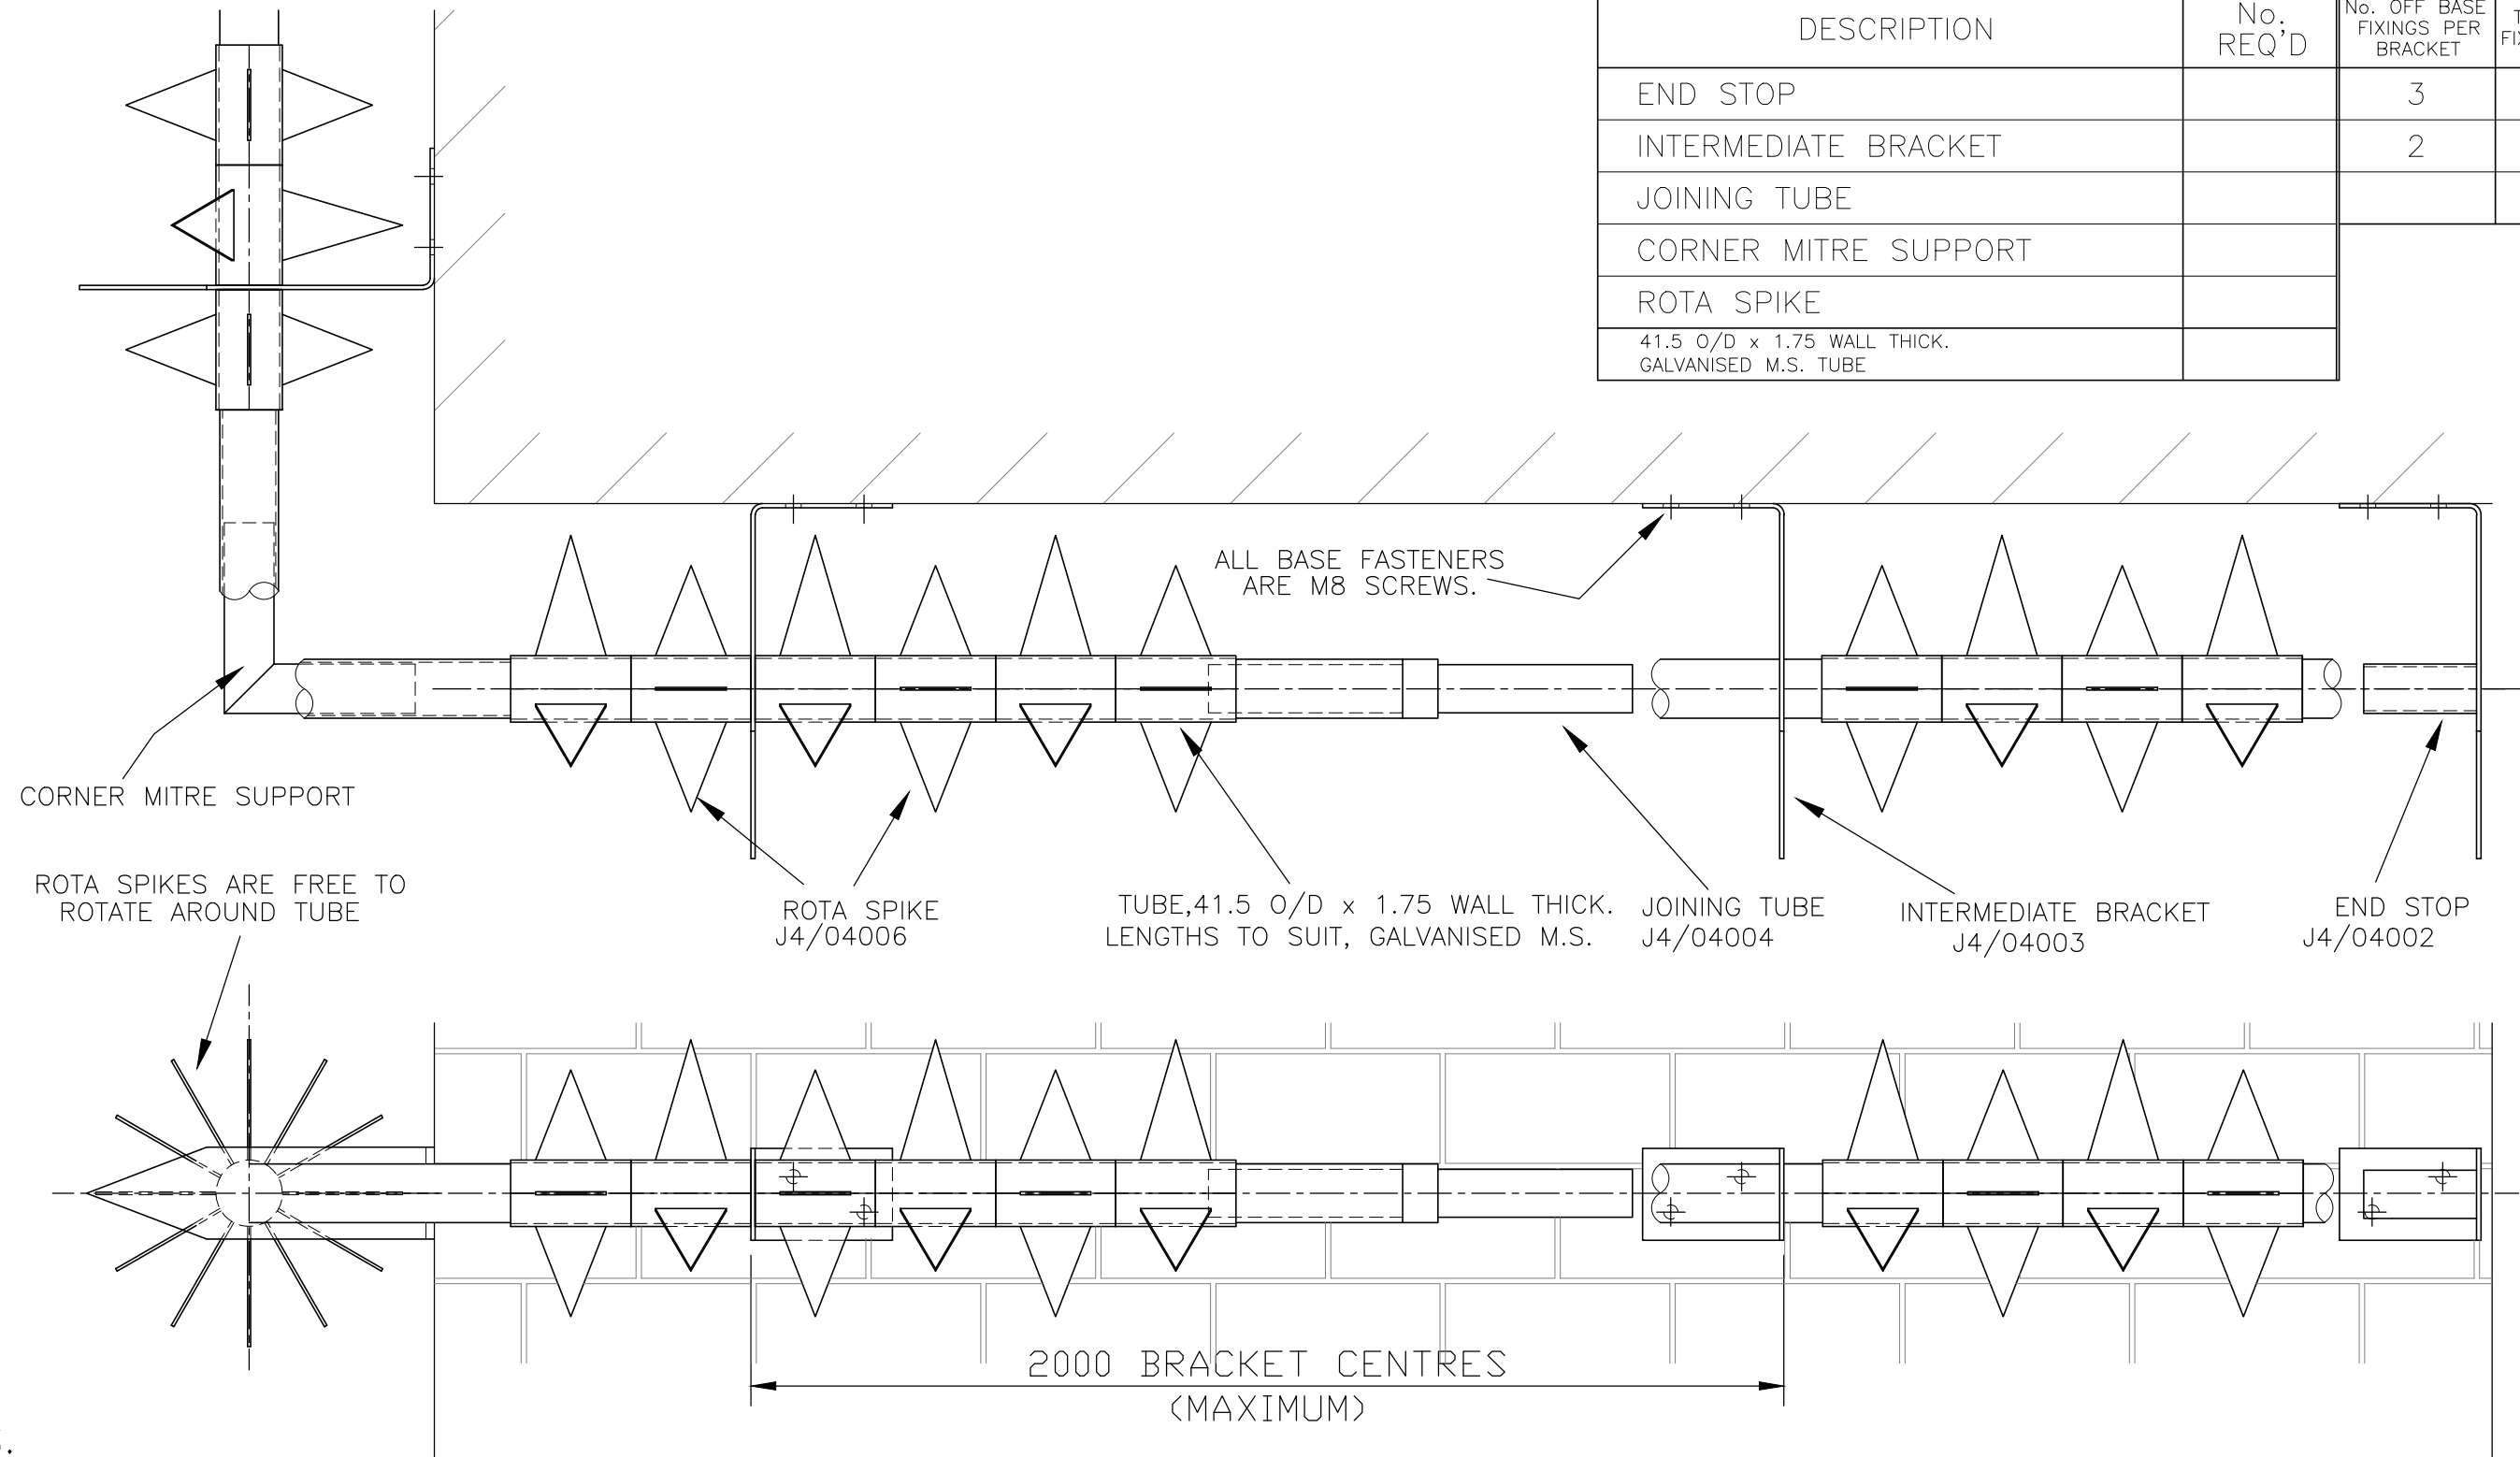 DESCRIPTION
No.
REQ'D
No. OFF BASE
FIXINGS PER
BRACKET
END STOP
3
INTERMEDIATE BRACKET
2
JOINING TUBE
CORNER MITRE SUPPORT
ROTA SPIKE
41.5 O/D x 1.75 WALL THICK.
GALVANISED M.S. TUBE
ALL BASE FASTENERS
ARE M8 SCREWS.
CORNER MITRE SUPPORT
ROTA SPIKES ARE FREE TO
ROTATE AROUND TUBE
ROTA SPIKE
J4/04006
TUBE,41.5 O/D x 1.75 WALL THICK.
LENGTHS TO SUIT, GALVANISED M.S.
JOINING TUBE
J4/04004
INTERMEDIATE BRACKET
J4/04003
END STOP
J4/04002
2000 BRACKET CENTRES
(MAXIMUM)